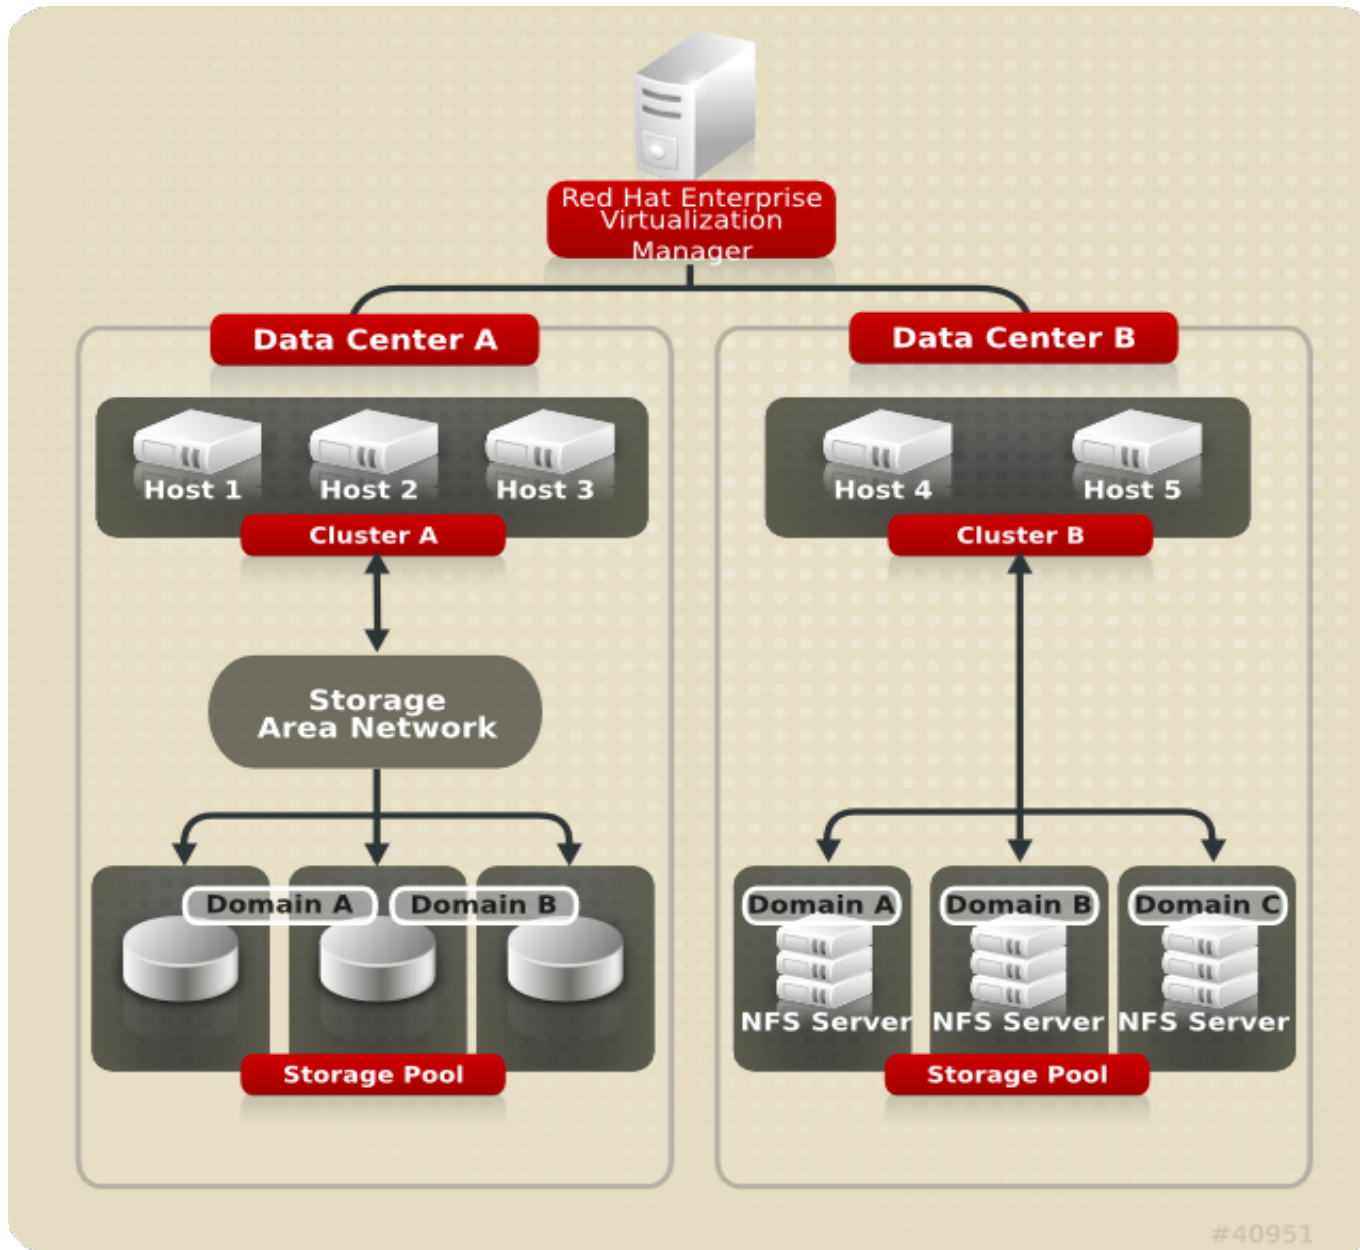 Red Hat Enterprise
Virtualization
Manager
Data Center A
Data Center B
Host 1
Host 2
Host 3
Cluster A
Host 4
Host 5
Cluster B
Storage
Area Network
Domain A
Domain B
Storage Pool
Domain A
Domain B
Domain C
NFS Server
NFS Server
NFS Server
Storage Pool
#40951